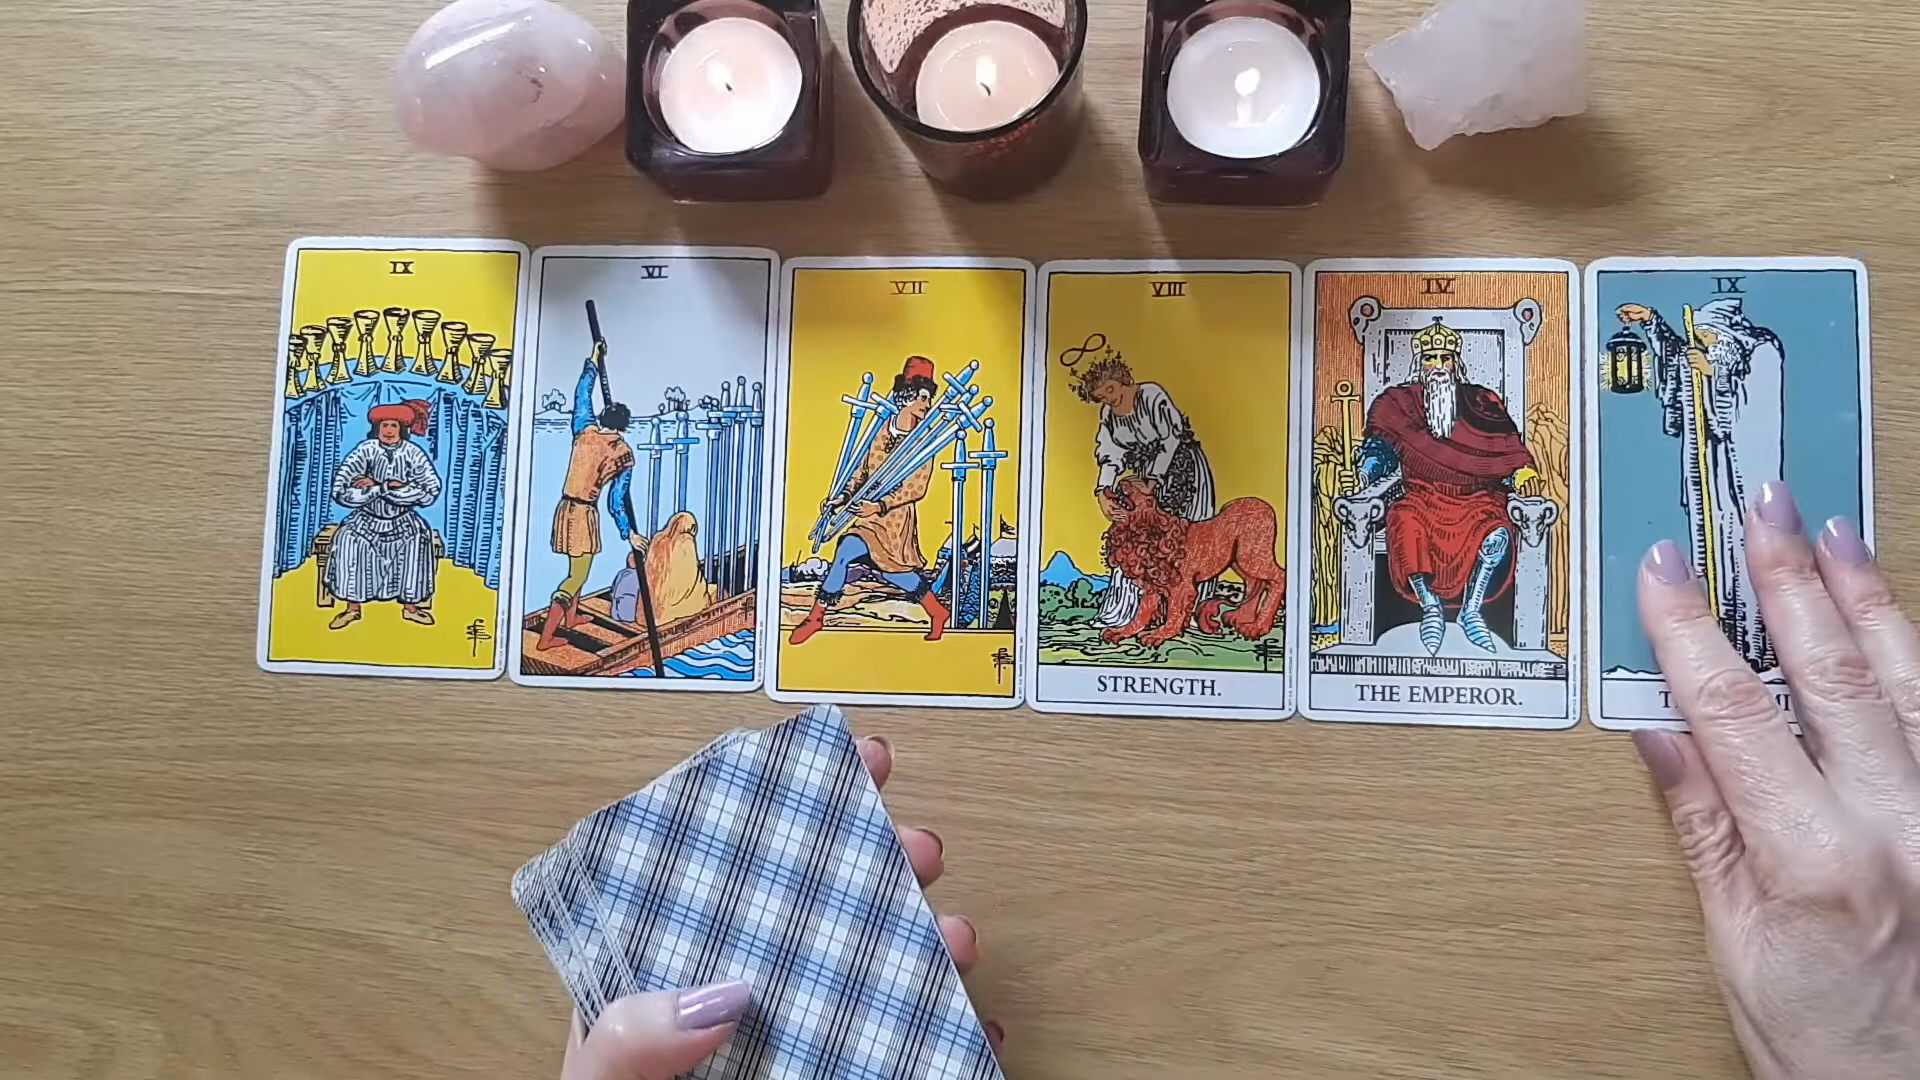 IX
VI
VII
VIII
IV
IX
STRENGTH.
THE EMPEROR.